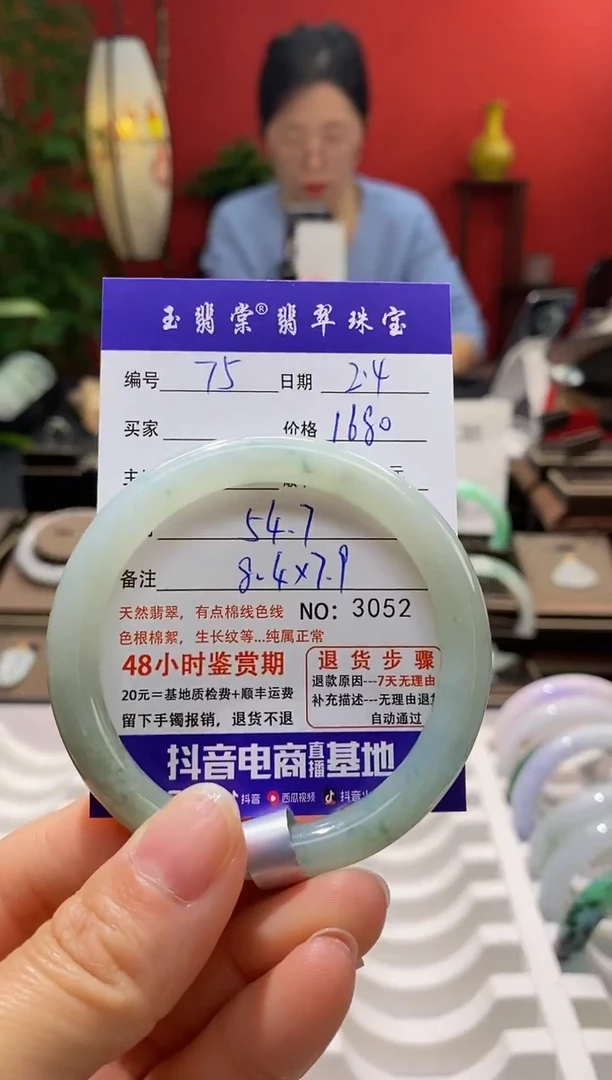 玉翡棠® 翡翠珠宝
编号 75 日期 2.4
买家 价格 1680
54.7
备注 8.4×7.9
天然翡翠，有点棉线色线 NO: 3052
色根棉絮，生长纹等...纯属正常
48小时鉴赏期
20元=基地质检费+顺丰运费
留下手镯报销，退货不退
退货步骤
退款原因---7天无理由
补充描述---无理由退
自动通过
抖音电商直播基地
抖音 西瓜视频 抖音